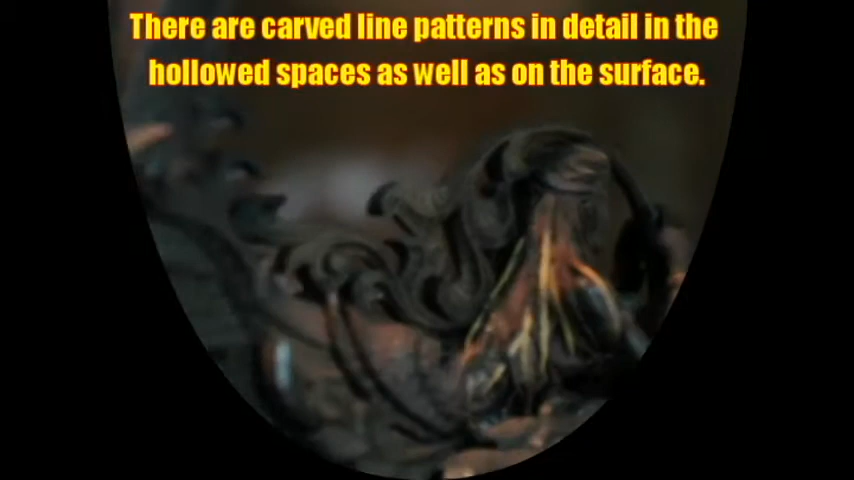 There are carved line patterns in detail in the
hollowed spaces as well as on the surface.